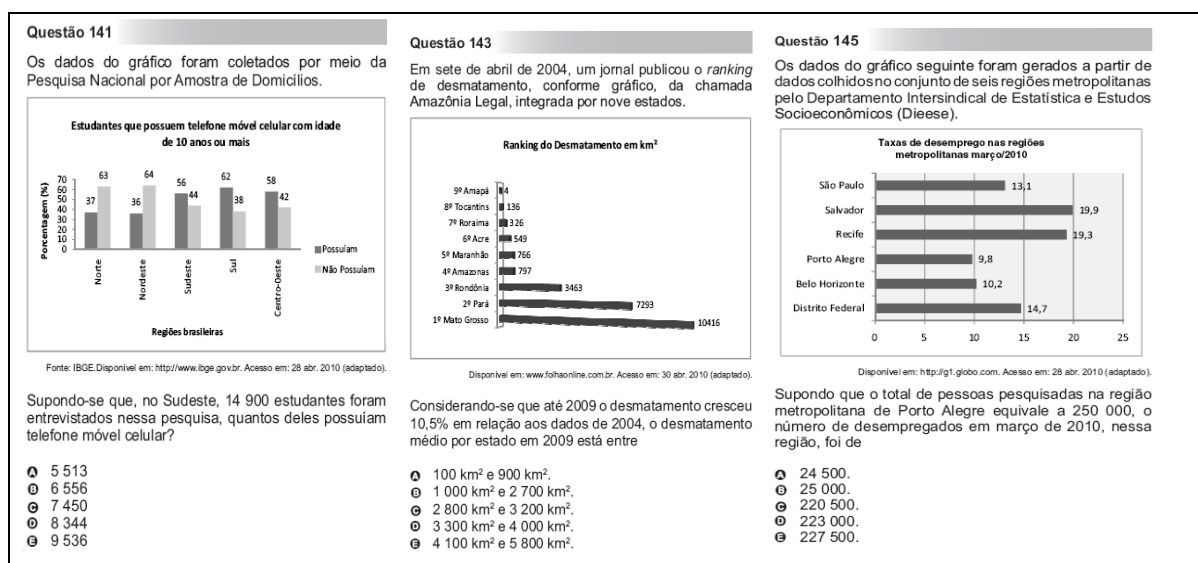 Questão 141
Os dados do gráfico foram coletados por meio da
Pesquisa Nacional por Amostra de Domicílios.
Estudantes que possuem telefone móvel celular com idade
de 10 anos ou mais
Porcentagem (%)
70
60
50
40
30
20
10
0
37
63
36
64
56
44
62
38
58
42
Possuíam
Não Possuíam
Norte
Nordeste
Sudeste
Sul
Centro-Oeste
Regiões brasileiras
Fonte: IBGE.Disponível em: http://www.ibge.gov.br. Acesso em: 28 abr. 2010 (adaptado).
Supondo-se que, no Sudeste, 14 900 estudantes foram
entrevistados nessa pesquisa, quantos deles possuíam
telefone móvel celular?
A 5 513
B 6 556
C 7 450
D 8 344
E 9 536
Questão 143
Em sete de abril de 2004, um jornal publicou o ranking
de desmatamento, conforme gráfico, da chamada
Amazônia Legal, integrada por nove estados.
Ranking do Desmatamento em km²
9º Amapá 4
8º Tocantins 136
7º Roraima 326
6º Acre 549
5º Maranhão 766
4º Amazonas 797
3º Rondônia 3463
2º Pará 7293
1º Mato Grosso 10416
Disponível em: www.folhaonline.com.br. Acesso em: 30 abr. 2010 (adaptado).
Considerando-se que até 2009 o desmatamento cresceu
10,5% em relação aos dados de 2004, o desmatamento
médio por estado em 2009 está entre
A 100 km² e 900 km².
B 1 000 km² e 2 700 km².
C 2 800 km² e 3 200 km².
D 3 300 km² e 4 000 km².
E 4 100 km² e 5 800 km².
Questão 145
Os dados do gráfico seguinte foram gerados a partir de
dados colhidos no conjunto de seis regiões metropolitanas
pelo Departamento Intersindical de Estatística e Estudos
Socioeconômicos (Dieese).
Taxas de desemprego nas regiões
metropolitanas março/2010
São Paulo 13,1
Salvador 19,9
Recife 19,3
Porto Alegre 9,8
Belo Horizonte 10,2
Distrito Federal 14,7
0 5 10 15 20 25
Disponível em: http://g1.globo.com. Acesso em: 28 abr. 2010 (adaptado).
Supondo que o total de pessoas pesquisadas na região
metropolitana de Porto Alegre equivale a 250 000, o
número de desempregados em março de 2010, nessa
região, foi de
A 24 500.
B 25 000.
C 220 500.
D 223 000.
E 227 500.